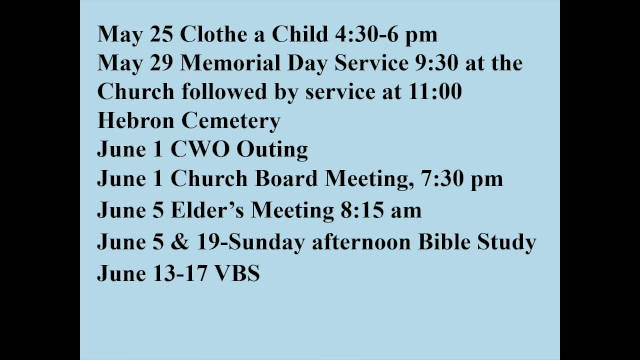 May 25 Clothe a Child 4:30-6 pm
May 29 Memorial Day Service 9:30 at the
Church followed by service at 11:00
Hebron Cemetery
June 1 CWO Outing
June 1 Church Board Meeting, 7:30 pm
June 5 Elder’s Meeting 8:15 am
June 5 & 19-Sunday afternoon Bible Study
June 13-17 VBS